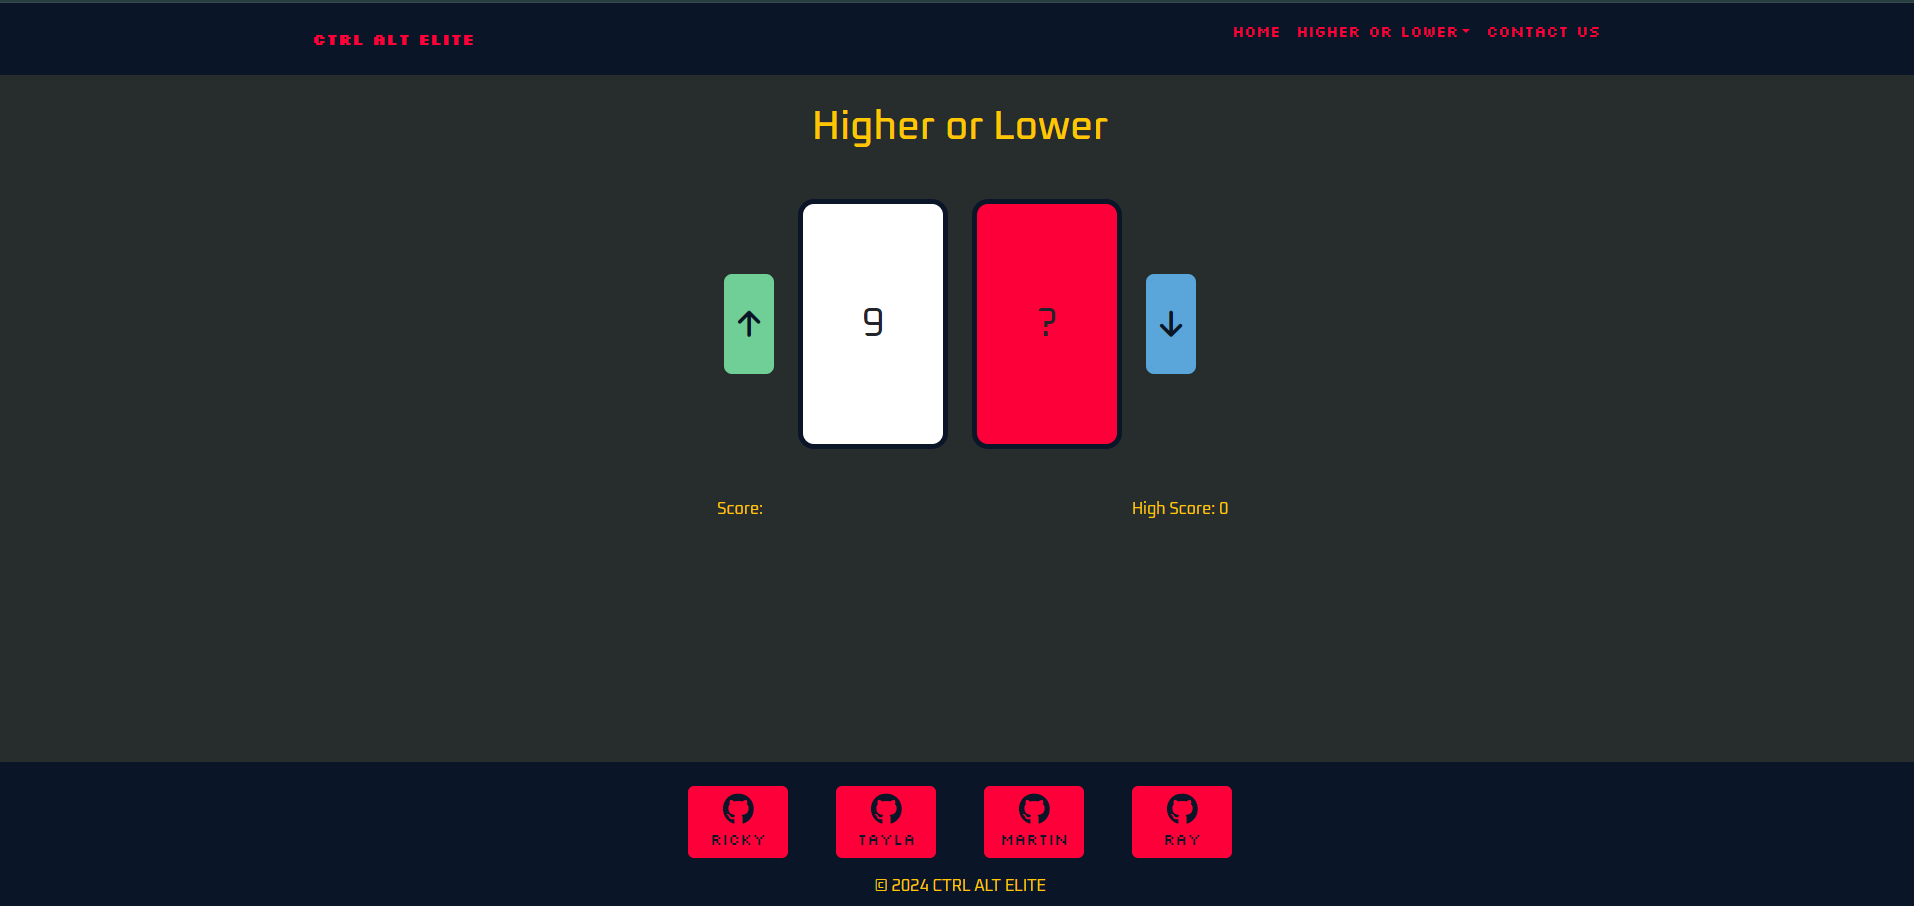 CTRL ALT ELITE
HOME HIGHER OR LOWER CONTACT US
Higher or Lower
9 ?
Score: High Score: 0
RICKY TAYLA MARTIN RAY
© 2024 CTRL ALT ELITE